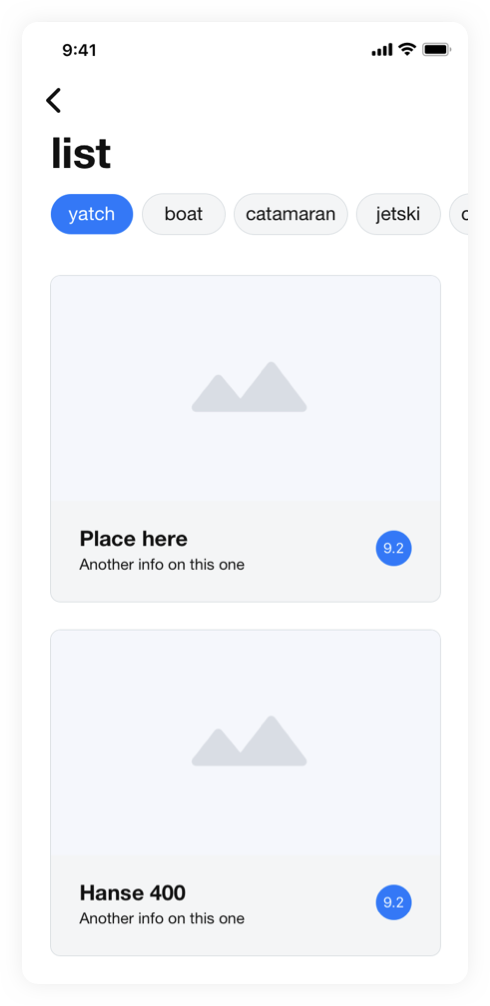 9:41
list
yatch boat catamaran jetski
Place here
Another info on this one
9.2
Hanse 400
Another info on this one
9.2